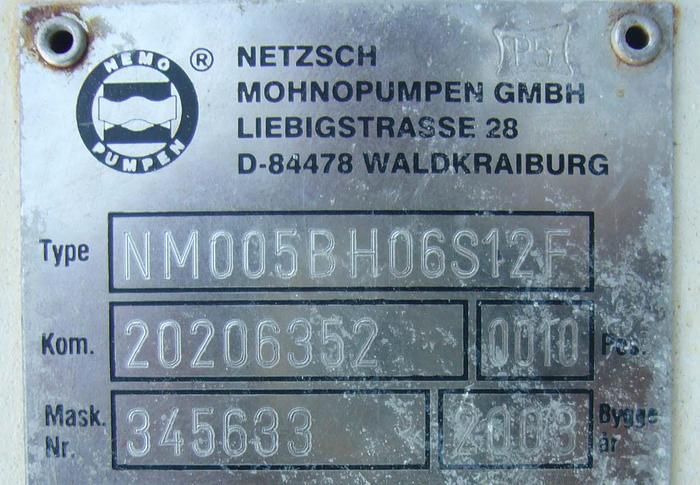 NEMO PUMPEN ®
P5
NETZSCH
MOHNOPUMPEN GMBH
LIEBIGSTRASSE 28
D-84478 WALDKRAIBURG
Type NM005BH06S12F
Kom. 20206352 0010 Pos.
Mask. Nr. 345633 2003 Bygge år